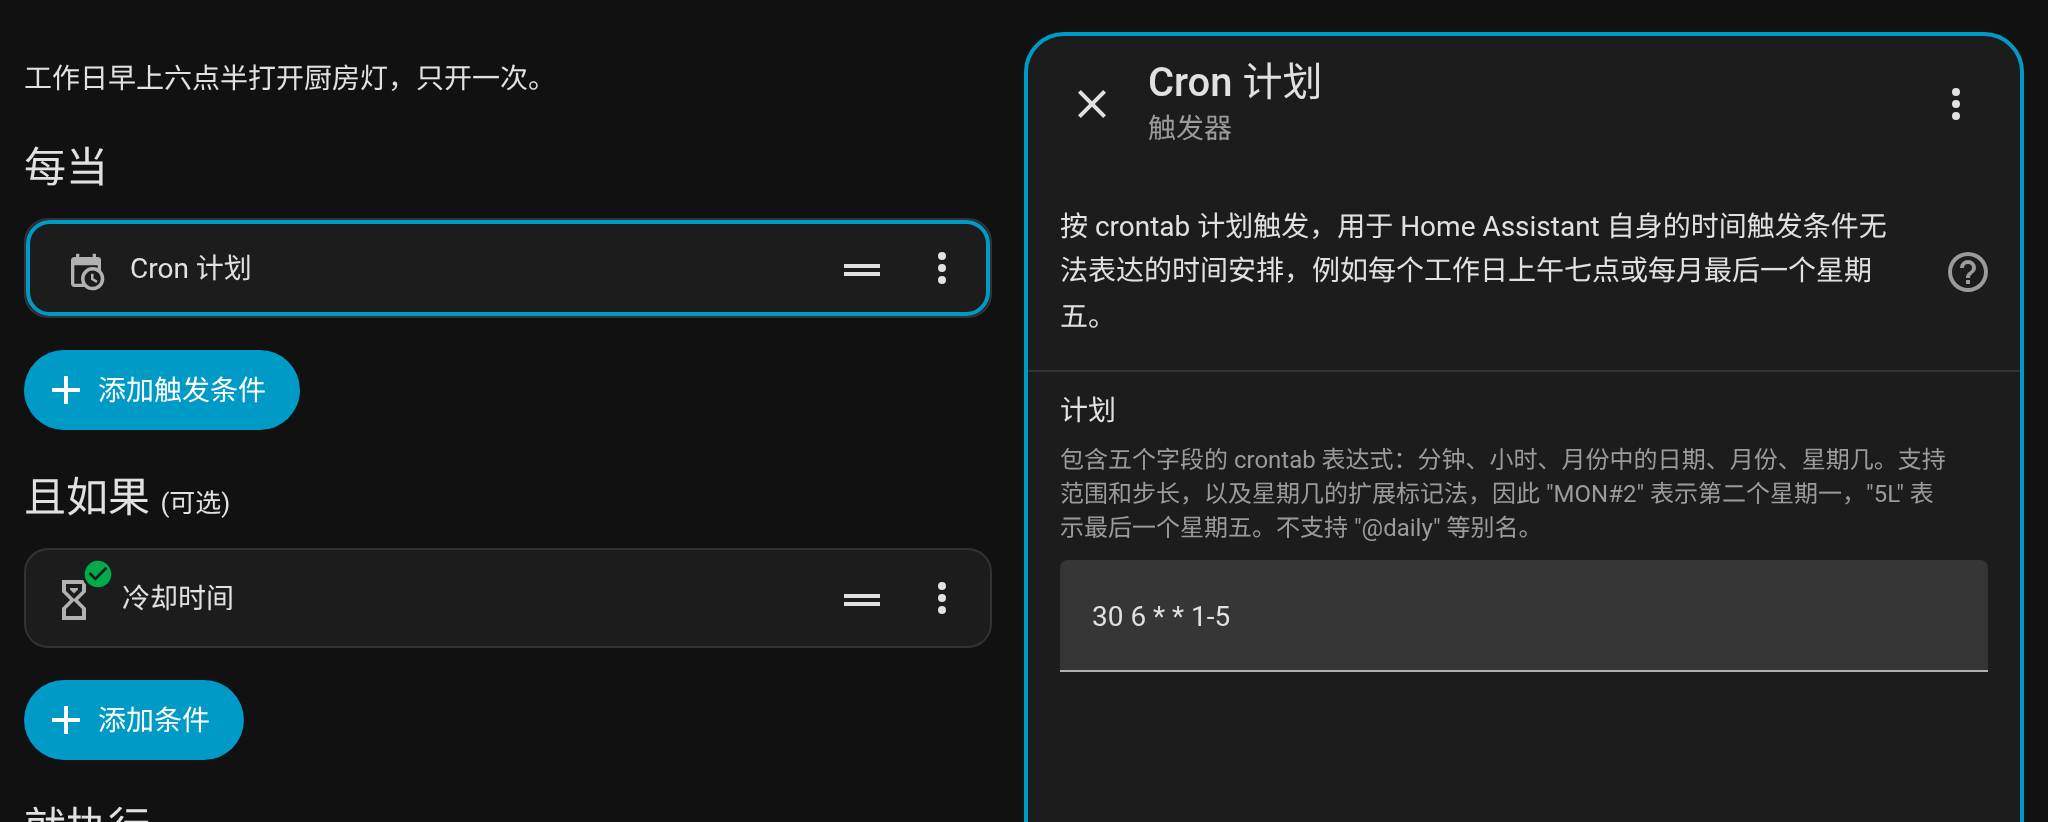 工作日早上六点半打开厨房灯，只开一次。
每当
Cron 计划
添加触发条件
且如果 (可选)
冷却时间
添加条件
就执行
Cron 计划
触发器
按 crontab 计划触发，用于 Home Assistant 自身的时间触发条件无
法表达的时间安排，例如每个工作日上午七点或每月最后一个星期
五。
计划
包含五个字段的 crontab 表达式：分钟、小时、月份中的日期、月份、星期几。支持
范围和步长，以及星期几的扩展标记法，因此 "MON#2" 表示第二个星期一，"5L" 表
示最后一个星期五。不支持 "@daily" 等别名。
30 6 * * 1-5